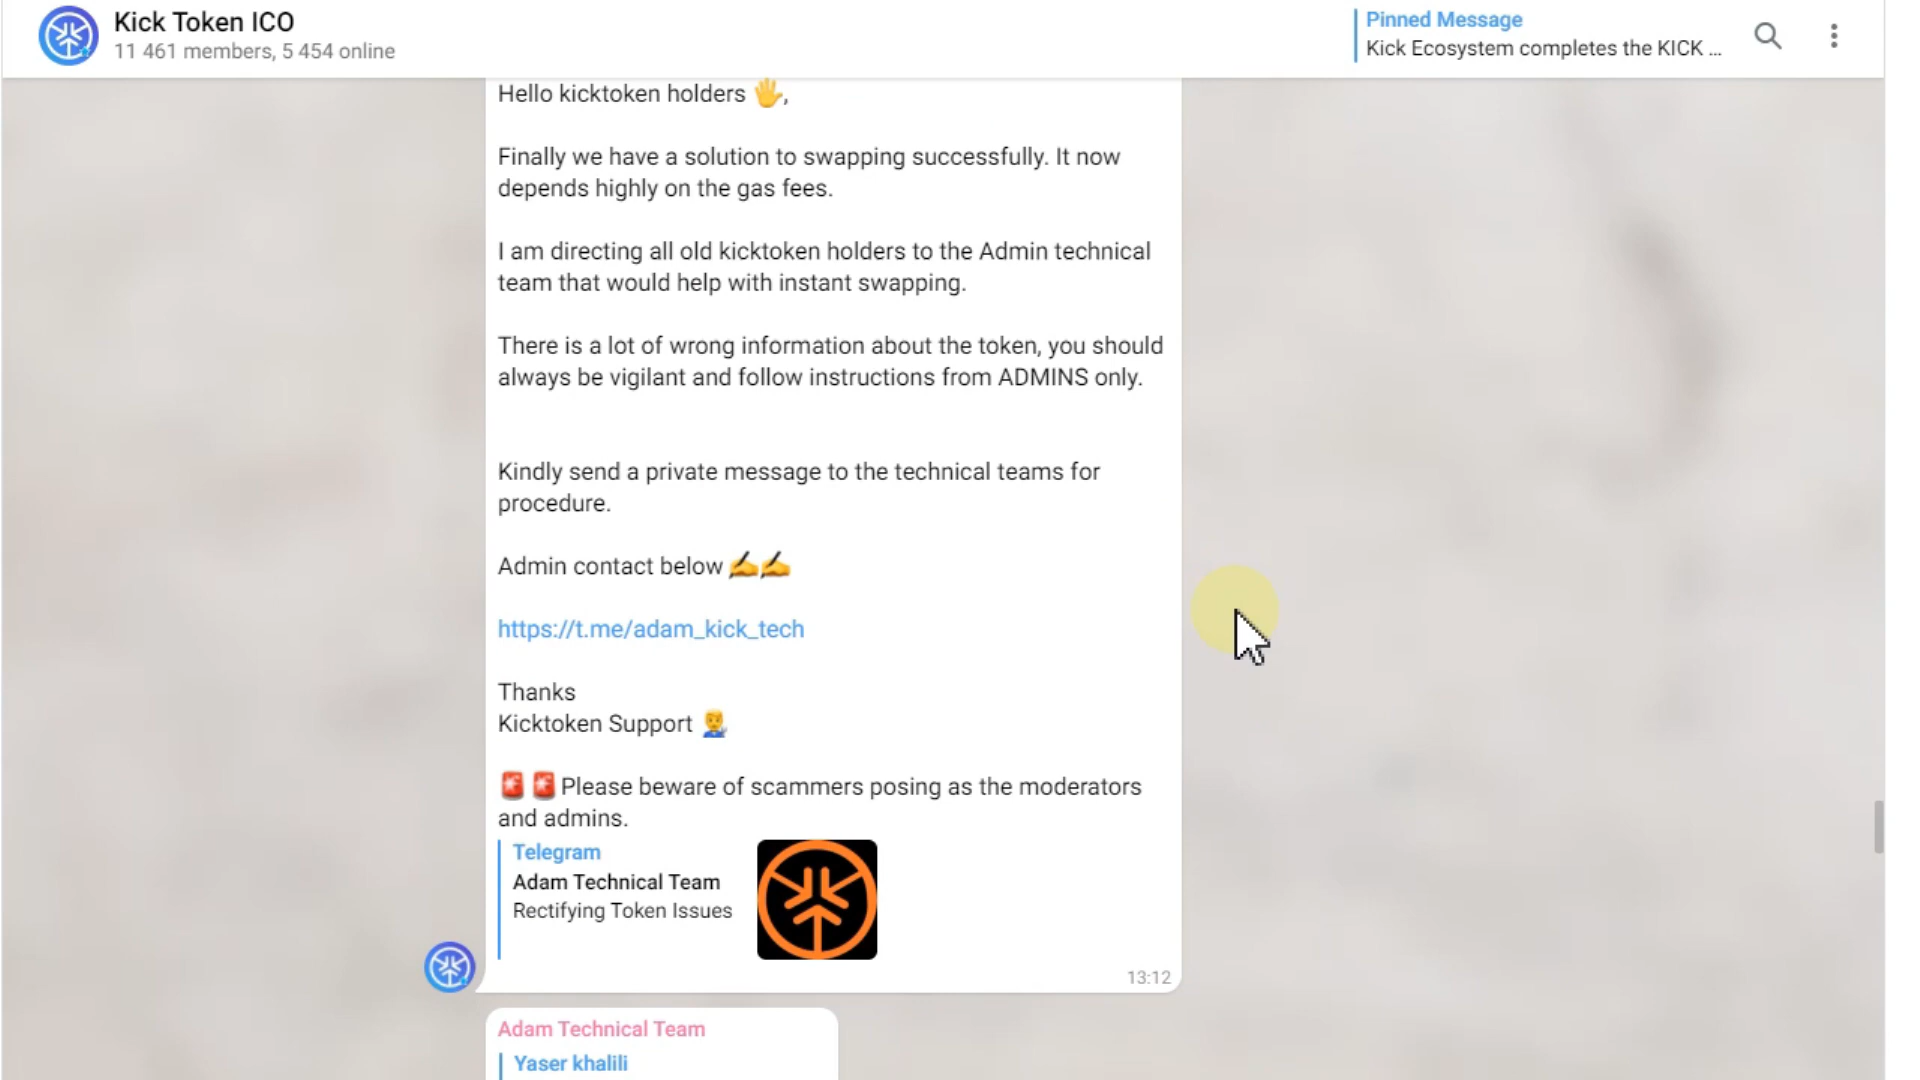 Kick Token ICO
11 461 members, 5 454 online
Pinned Message
Kick Ecosystem completes the KICK ...
Hello kicktoken holders 🖐,
Finally we have a solution to swapping successfully. It now
depends highly on the gas fees.
I am directing all old kicktoken holders to the Admin technical
team that would help with instant swapping.
There is a lot of wrong information about the token, you should
always be vigilant and follow instructions from ADMINS only.
Kindly send a private message to the technical teams for
procedure.
Admin contact below ✍✍
https://t.me/adam_kick_tech
Thanks
Kicktoken Support 💁‍♂️
🚨🚨Please beware of scammers posing as the moderators
and admins.
Telegram
Adam Technical Team
Rectifying Token Issues
13:12
Adam Technical Team
Yaser khalili